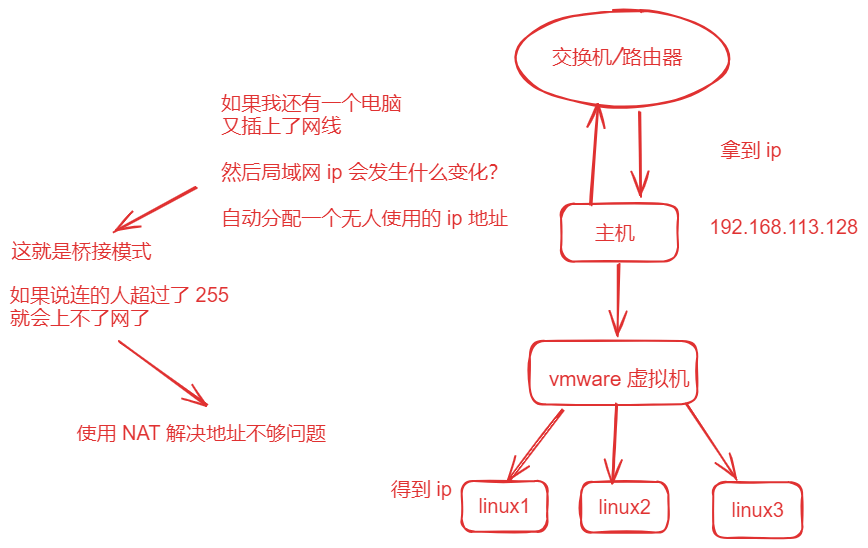 交换机/路由器
如果我还有一个电脑
又插上了网线
然后局域网 ip 会发生什么变化?
自动分配一个无人使用的 ip 地址
拿到 ip
主机
192.168.113.128
这就是桥接模式
如果说连的人超过了 255
就会上不了网了
vmware 虚拟机
使用 NAT 解决地址不够问题
得到 ip
linux1
linux2
linux3